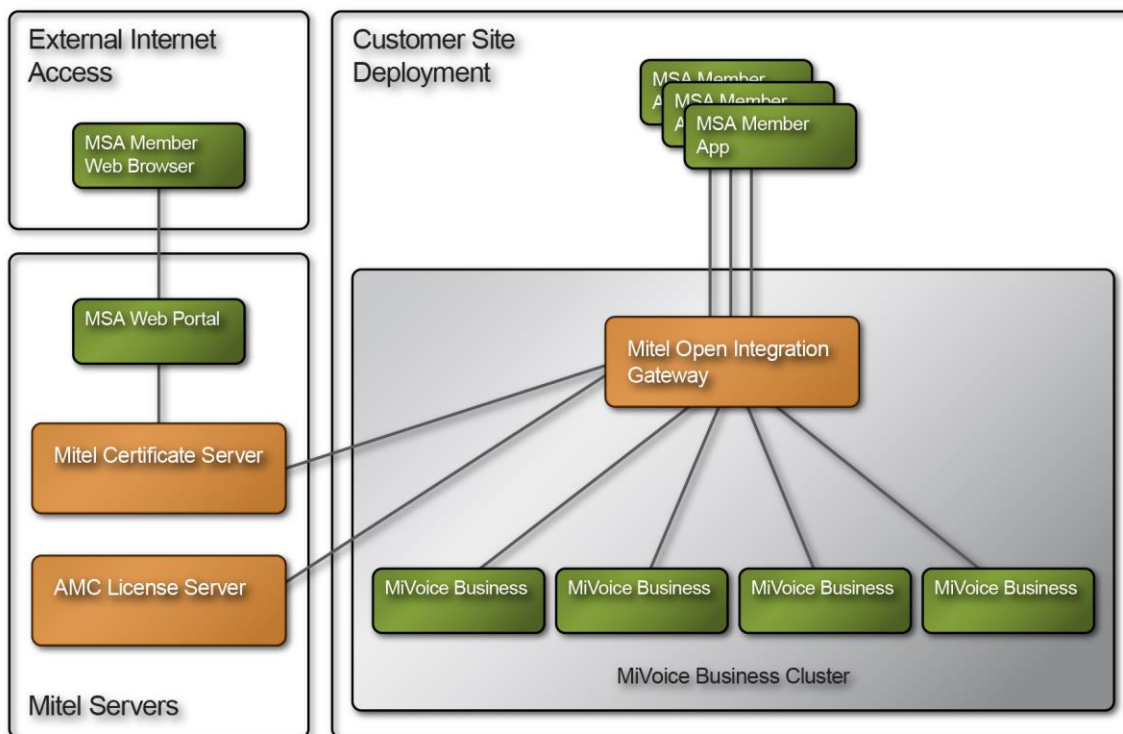 External Internet
Access
MSA Member
Web Browser
MSA Web Portal
Mitel Certificate Server
AMC License Server
Mitel Servers
Customer Site
Deployment
MSA Member
A
MSA Member
A
MSA Member
App
Mitel Open Integration
Gateway
MiVoice Business
MiVoice Business
MiVoice Business
MiVoice Business
MiVoice Business Cluster